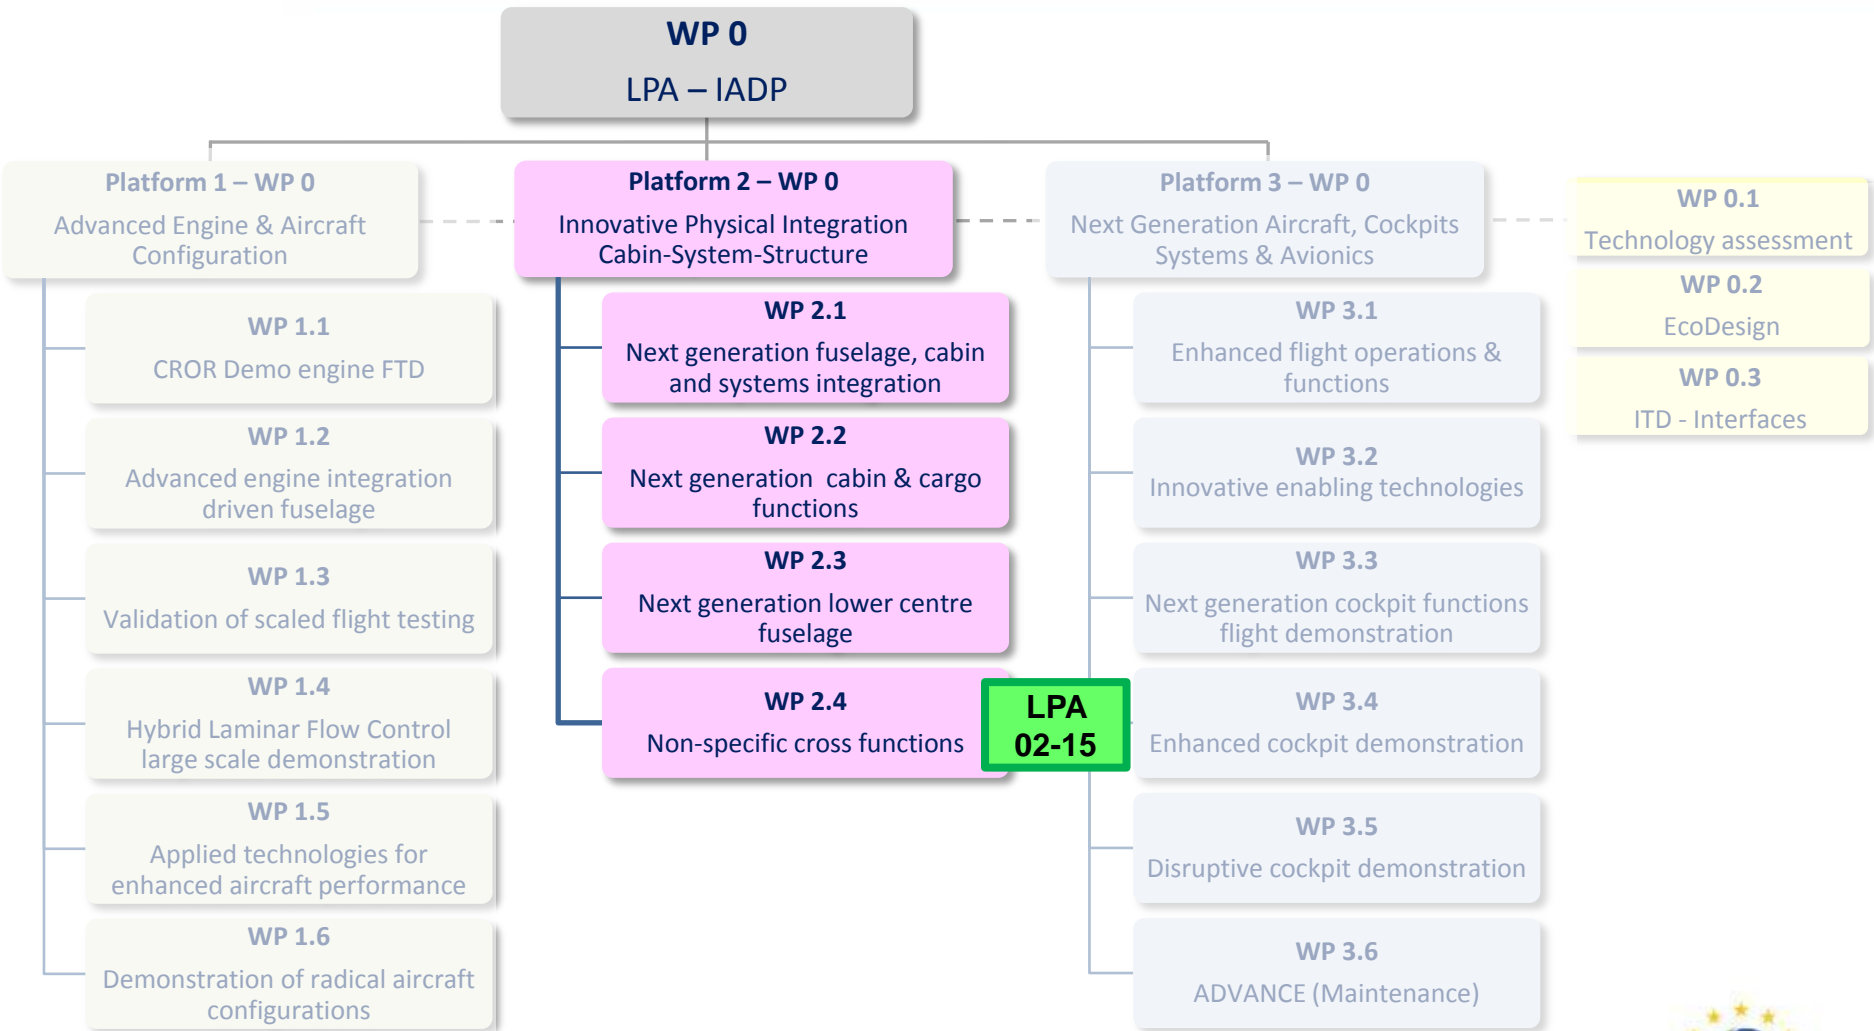 WP 0
LPA – IADP
Platform 1 – WP 0
Advanced Engine & Aircraft
Configuration
WP 1.1
CROR Demo engine FTD
WP 1.2
Advanced engine integration
driven fuselage
WP 1.3
Validation of scaled flight testing
WP 1.4
Hybrid Laminar Flow Control
large scale demonstration
WP 1.5
Applied technologies for
enhanced aircraft performance
WP 1.6
Demonstration of radical aircraft
configurations
Platform 2 – WP 0
Innovative Physical Integration
Cabin-System-Structure
WP 2.1
Next generation fuselage, cabin
and systems integration
WP 2.2
Next generation cabin & cargo
functions
WP 2.3
Next generation lower centre
fuselage
WP 2.4
Non-specific cross functions
LPA
02-15
Platform 3 – WP 0
Next Generation Aircraft, Cockpits
Systems & Avionics
WP 3.1
Enhanced flight operations &
functions
WP 3.2
Innovative enabling technologies
WP 3.3
Next generation cockpit functions
flight demonstration
WP 3.4
Enhanced cockpit demonstration
WP 3.5
Disruptive cockpit demonstration
WP 3.6
ADVANCE (Maintenance)
WP 0.1
Technology assessment
WP 0.2
EcoDesign
WP 0.3
ITD - Interfaces